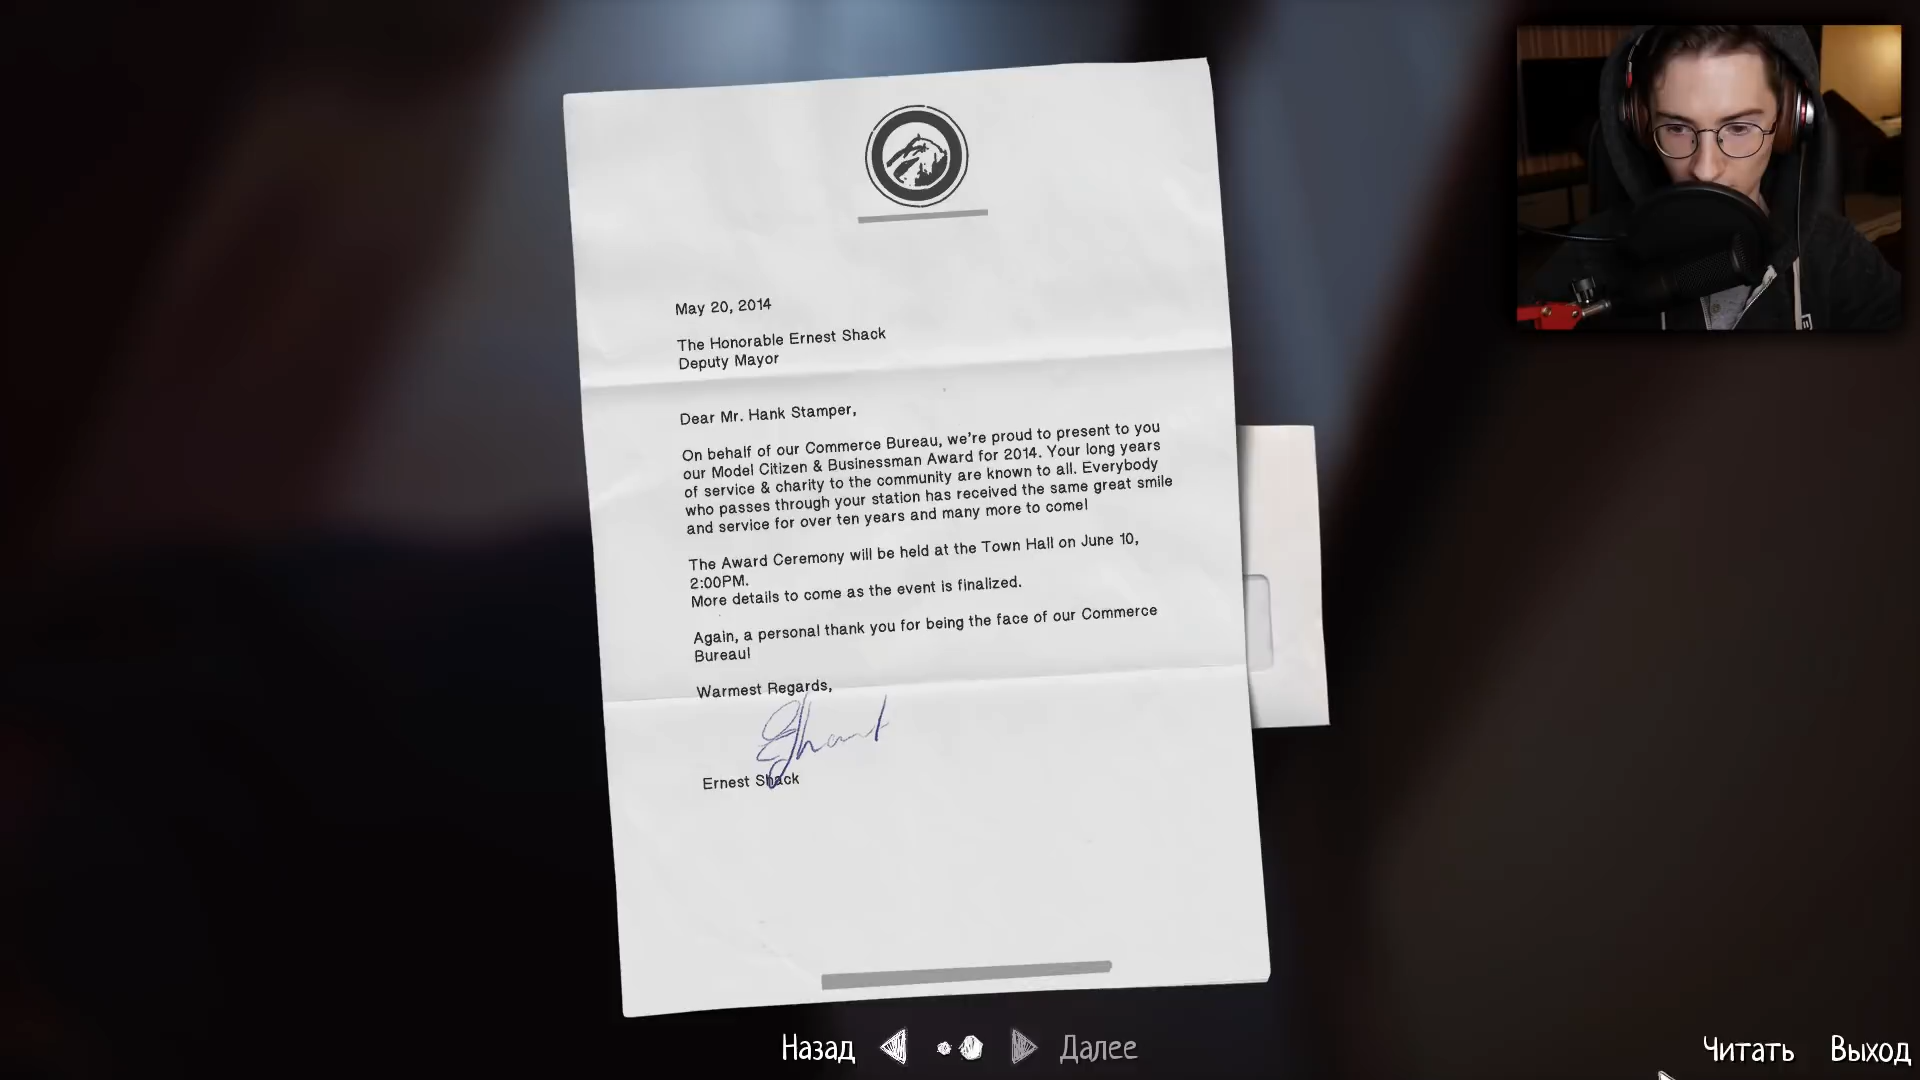 May 20, 2014
The Honorable Ernest Shack
Deputy Mayor
Dear Mr. Hank Stamper,
On behalf of our Commerce Bureau, we're proud to present to you
our Model Citizen & Businessman Award for 2014. Your long years
of service & charity to the community are known to all. Everybody
who passes through your station has received the same great smile
and service for over ten years and many more to come!
The Award Ceremony will be held at the Town Hall on June 10,
2:00PM.
More details to come as the event is finalized.
Again, a personal thank you for being the face of our Commerce
Bureau!
Warmest Regards,
Ernest Shack
Назад Далее
Читать Выход